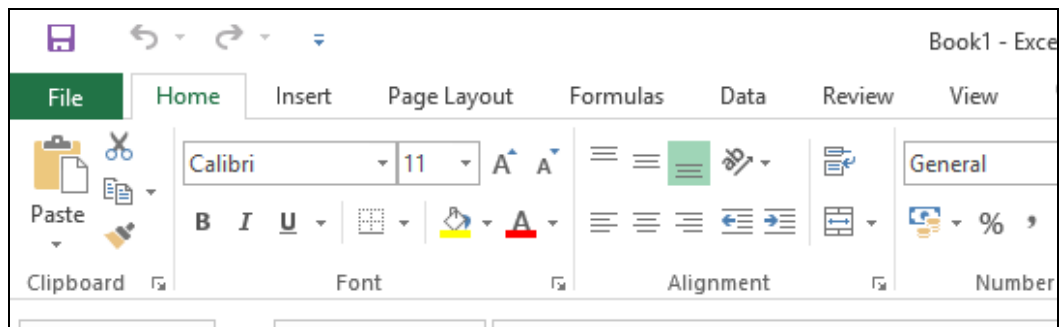 Book1 - Exce
File Home Insert Page Layout Formulas Data Review View
Calibri 11 A A ab General
Paste B I U A % ,
Clipboard Font Alignment Number